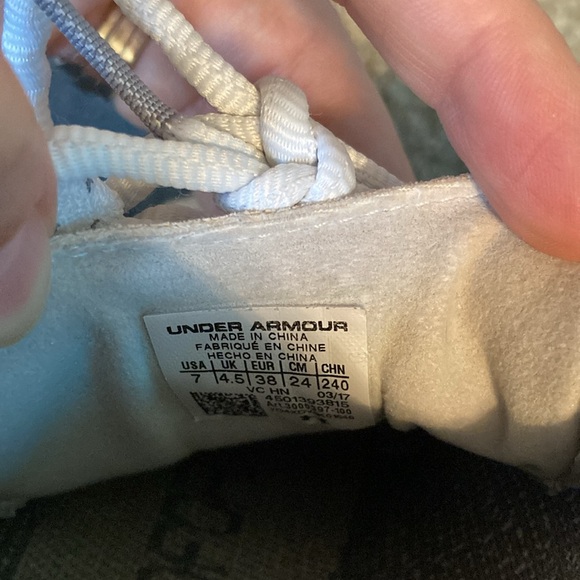 UNDER ARMOUR
MADE IN CHINA
FABRIQUÉ EN CHINE
HECHO EN CHINA
USA UK EUR CM CHN
7 4.5 38 24 240
VC HN 03/17
4501393815